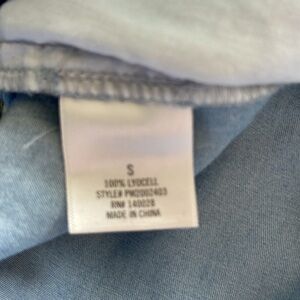 S
100% LYOCELL
STYLE# PM2002403
RN# 140028
MADE IN CHINA